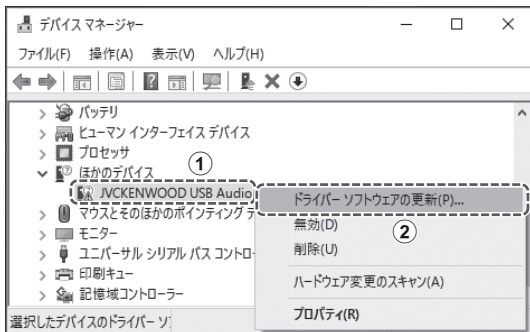 デバイス マネージャー
ファイル(F) 操作(A) 表示(V) ヘルプ(H)
バッテリ
ヒューマン インターフェイス デバイス
プロセッサ
ほかのデバイス
①
JVCKENWOOD USB Audio
ドライバー ソフトウェアの更新(P)...
②
マウスとそのほかのポインティング デ
無効(D)
モニター
削除(U)
ユニバーサル シリアル バス コントロ
ハードウェア変更のスキャン(A)
印刷キュー
記憶域コントローラー
プロパティ(R)
選択したデバイスのドライバー ソ